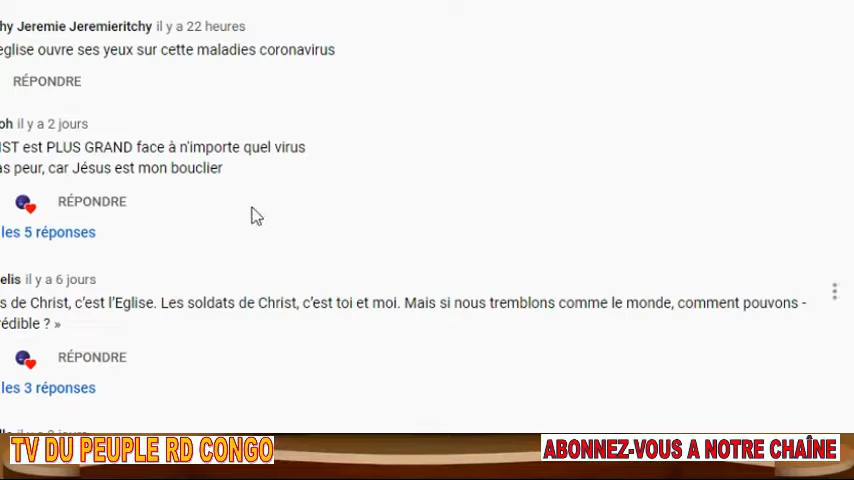 hy Jeremie Jeremieritchy il y a 22 heures
eglise ouvre ses yeux sur cette maladies coronavirus
RÉPONDRE
oh il y a 2 jours
IST est PLUS GRAND face à n'importe quel virus
as peur, car Jésus est mon bouclier
RÉPONDRE
les 5 réponses
elis il y a 6 jours
s de Christ, c'est l'Eglise. Les soldats de Christ, c'est toi et moi. Mais si nous tremblons comme le monde, comment pouvons -
rédible ? »
RÉPONDRE
les 3 réponses
TV DU PEUPLE RD CONGO
ABONNEZ-VOUS A NOTRE CHAÎNE